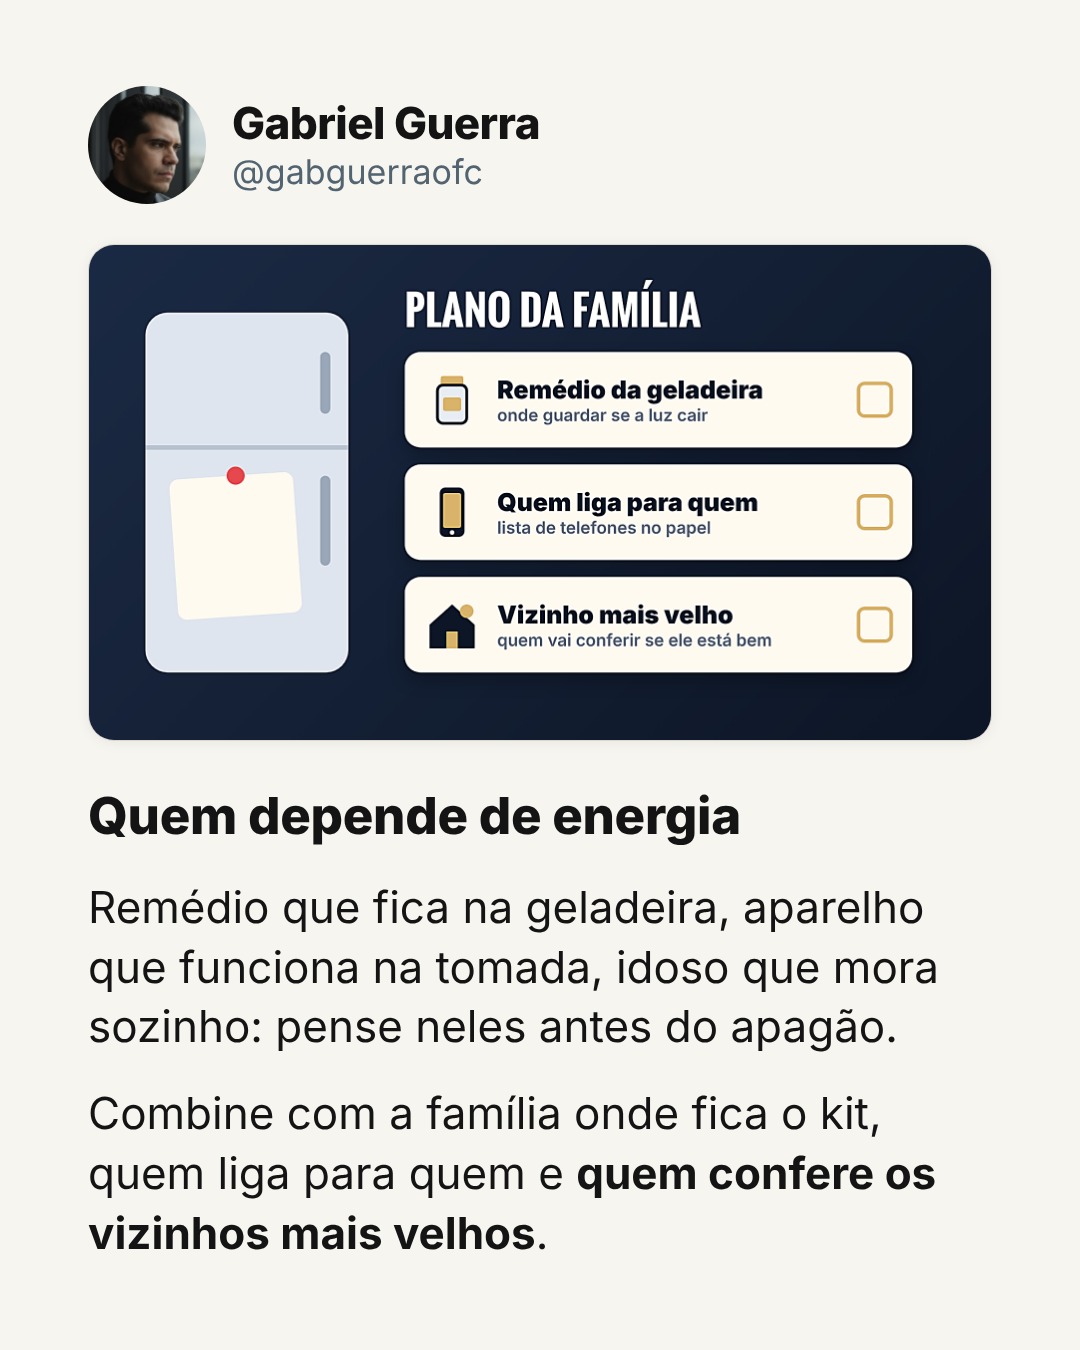 Gabriel Guerra
@gabguerraofc
PLANO DA FAMÍLIA
Remédio da geladeira
onde guardar se a luz cair
Quem liga para quem
lista de telefones no papel
Vizinho mais velho
quem vai conferir se ele está bem
Quem depende de energia
Remédio que fica na geladeira, aparelho
que funciona na tomada, idoso que mora
sozinho: pense neles antes do apagão.
Combine com a família onde fica o kit,
quem liga para quem e quem confere os
vizinhos mais velhos.